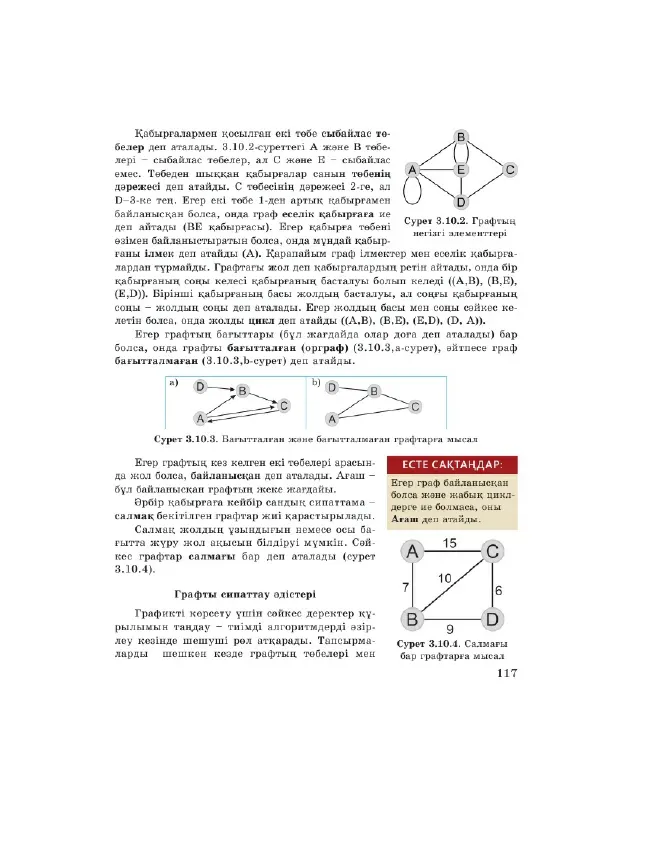 Қабырғалармен қосылған екі төбе сыбайлас тө-
белер деп аталады. 3.10.2-суреттегі A және B төбе-
лері – сыбайлас төбелер, ал C және E – сыбайлас
емес. Төбеден шыққан қабырғалар санын төбенің
дәрежесі деп атайды. C төбесінің дәрежесі 2-ге, ал
D–3-ке тең. Егер екі төбе 1-ден артық қабырғамен
байланысқан болса, онда граф еселік қабырғаға ие
деп айтады (BE қабырғасы). Егер қабырға төбені
өзімен байланыстыратын болса, онда мұндай қабыр-
ғаны ілмек деп атайды (A). Қарапайым граф ілмектер мен еселік қабырға-
лардан тұрмайды. Графтағы жол деп қабырғалардың ретін айтады, онда бір
қабырғаның соңы келесі қабырғаның басталуы болып келеді ((A,B), (B,E),
(E,D)). Бірінші қабырғаның басы жолдың басталуы, ал соңғы қабырғаның
соңы – жолдың соңы деп аталады. Егер жолдың басы мен соңы сәйкес ке-
летін болса, онда жолды цикл деп атайды ((A,B), (B,E), (E,D), (D, A)).
B
A
E
C
D
Сурет 3.10.2. Графтың
негізгі элементтері
Егер графтың бағыттары (бұл жағдайда олар доға деп аталады) бар
болса, онда графты бағытталған (орграф) (3.10.3,a-сурет), әйтпесе граф
бағытталмаған (3.10.3,b-сурет) деп атайды.
a)
D
B
C
A
b)
D
B
C
A
Сурет 3.10.3. Бағытталған және бағытталмаған графтарға мысал
Егер графтың кез келген екі төбелері арасын-
да жол болса, байланысқан деп аталады. Ағаш –
бұл байланысқан графтың жеке жағдайы.
Әрбір қабырғаға кейбір сандық сипаттама –
салмақ бекітілген графтар жиі қарастырылады.
Салмақ жолдың ұзындығын немесе осы ба-
ғытта жүру жол ақысын білдіруі мүмкін. Сәй-
кес графтар салмағы бар деп аталады (сурет
3.10.4).
Графты сипаттау әдістері
Графикті көрсету үшін сәйкес деректер құ-
рылымын таңдау – тиімді алгоритмдерді әзір-
леу кезінде шешуші рөл атқарады. Тапсырма-
ларды шешкен кезде графтың төбелері мен
ЕСТЕ САҚТАҢДАР:
Егер граф байланысқан
болса және жабық цикл-
дерге ие болмаса, оны
Ағаш деп атайды.
15
A
C
10
7
6
B
D
9
Сурет 3.10.4. Салмағы
бар графтарға мысал
117